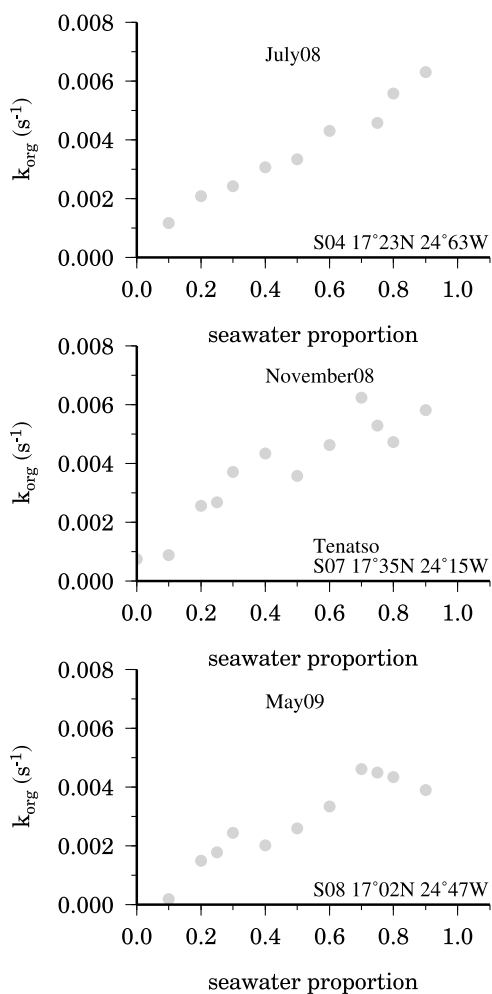 0.008
July08
0.006
0.004
0.002
0.000
k_org (s^-1)
S04 17°23N 24°63W
0.0 0.2 0.4 0.6 0.8 1.0
seawater proportion
0.008
November08
0.006
0.004
0.002
0.000
k_org (s^-1)
Tenatso
S07 17°35N 24°15W
0.0 0.2 0.4 0.6 0.8 1.0
seawater proportion
0.008
May09
0.006
0.004
0.002
0.000
k_org (s^-1)
S08 17°02N 24°47W
0.0 0.2 0.4 0.6 0.8 1.0
seawater proportion